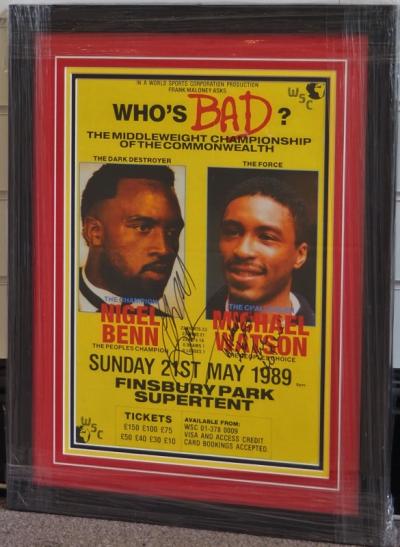 IN A WORLD SPORTS CORPORATION PRODUCTION
FRANK MALONEY ASKS
WSC
WHO'S BAD?
THE MIDDLEWEIGHT CHAMPIONSHIP
OF THE COMMONWEALTH
THE DARK DESTROYER
THE FORCE
THE CHAMPION
NIGEL
BENN
THE PEOPLES CHAMPION
THE CHALLENGER
MICHAEL
WATSON
THE PEOPLES CHOICE
SUNDAY 21ST MAY 1989
FINSBURY PARK
SUPERTENT
WSC
TICKETS
£150 £100 £75
£50 £40 £30 £10
AVAILABLE FROM:
WSC 01-378 0009
VISA AND ACCESS CREDIT
CARD BOOKINGS ACCEPTED